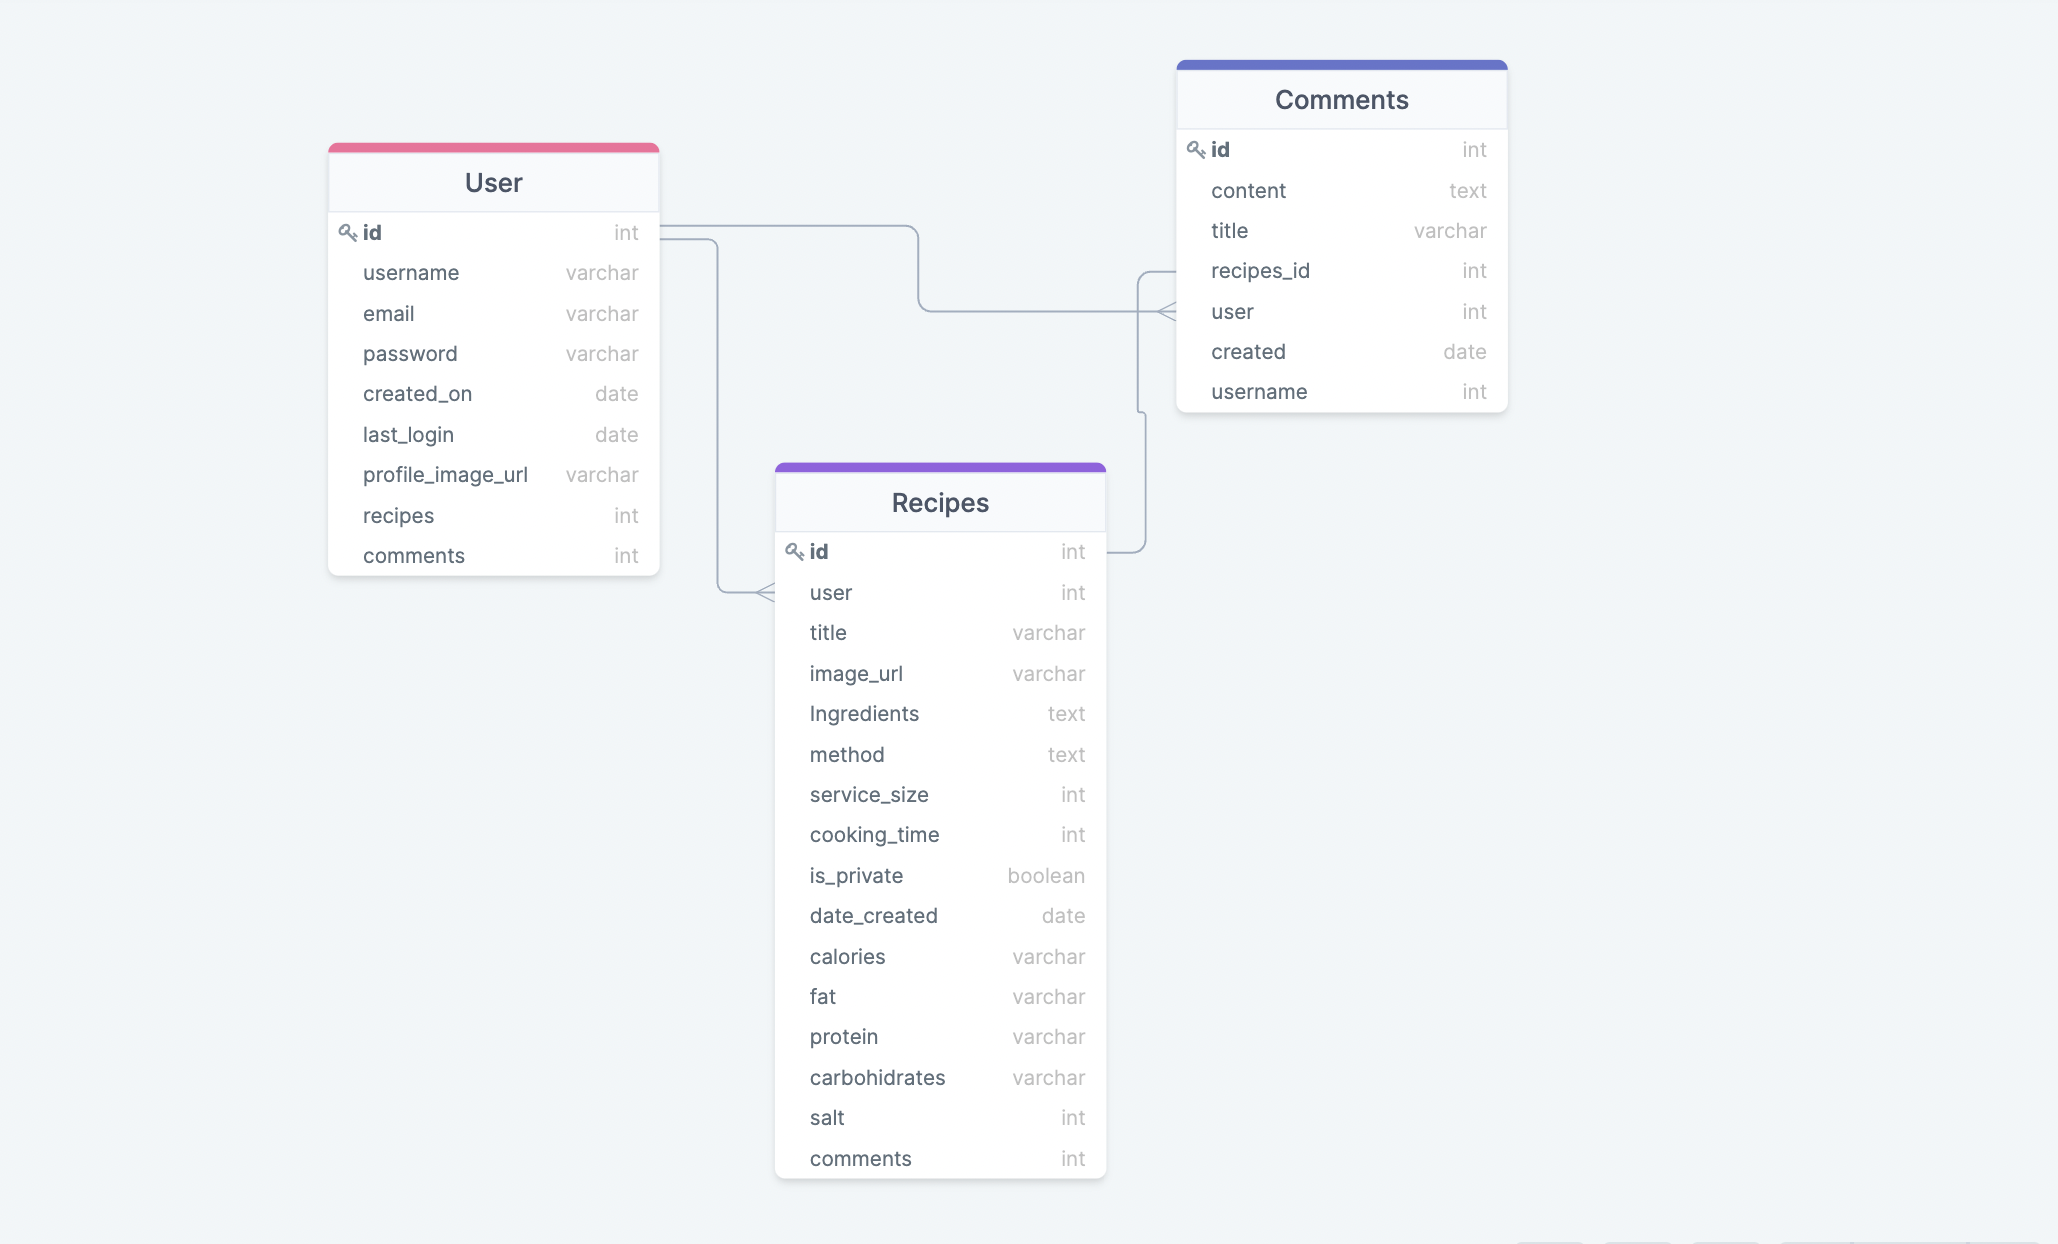 User
id int
username varchar
email varchar
password varchar
created_on date
last_login date
profile_image_url varchar
recipes int
comments int
Comments
id int
content text
title varchar
recipes_id int
user int
created date
username int
Recipes
id int
user int
title varchar
image_url varchar
Ingredients text
method text
service_size int
cooking_time int
is_private boolean
date_created date
calories varchar
fat varchar
protein varchar
carbohidrates varchar
salt int
comments int